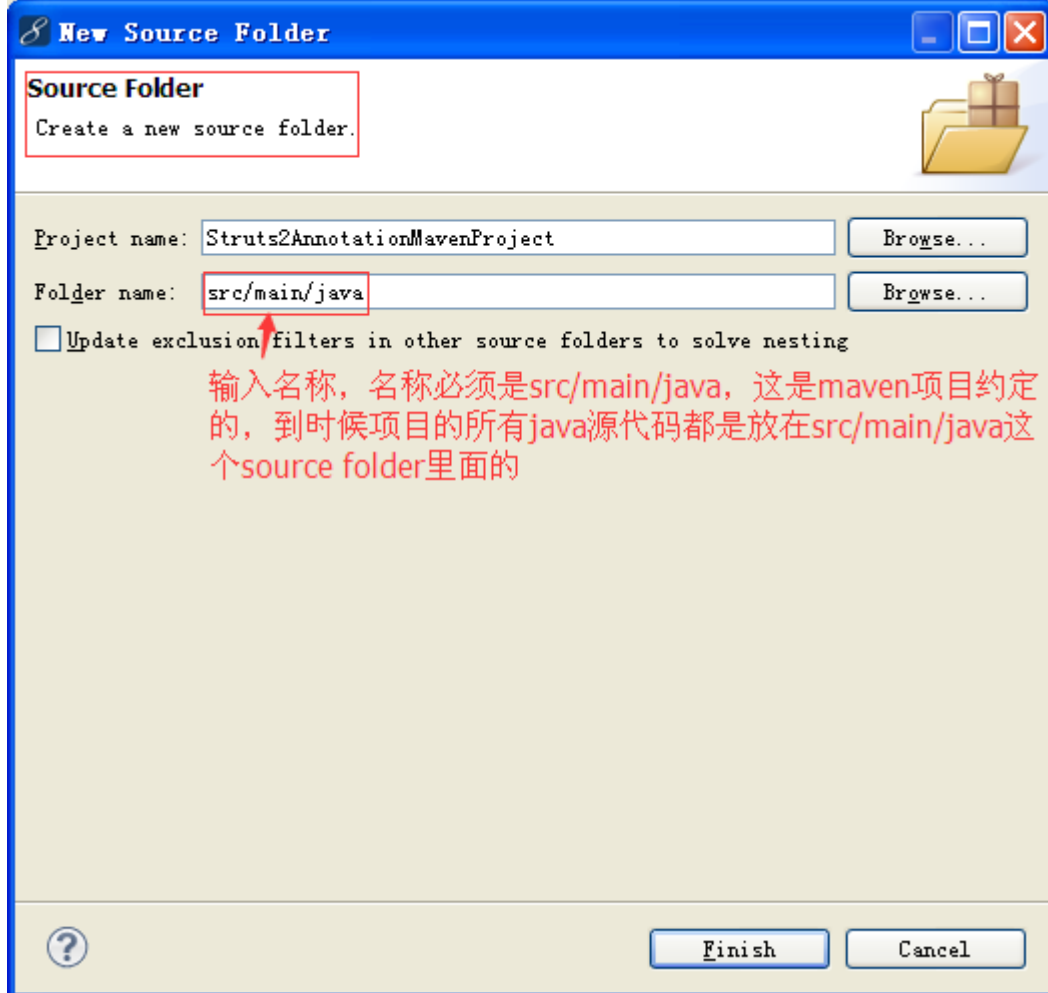 New Source Folder
Source Folder
Create a new source folder.
Project name: Struts2AnnotationMavenProject Browse...
Folder name: src/main/java Browse...
Update exclusion filters in other source folders to solve nesting
输入名称，名称必须是src/main/java，这是maven项目约定
的，到时候项目的所有java源代码都是放在src/main/java这
个source folder里面的
? Finish Cancel